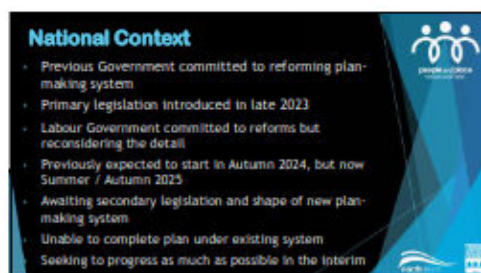 National Context
Previous Government committed to reforming plan-
making system
Primary legislation introduced in late 2023
Labour Government committed to reforms but
reconsidering the detail
Previously expected to start in Autumn 2024, but now
Summer / Autumn 2025
Awaiting secondary legislation and shape of new plan-
making system
Unable to complete plan under existing system
Seeking to progress as much as possible in the interim
people and place